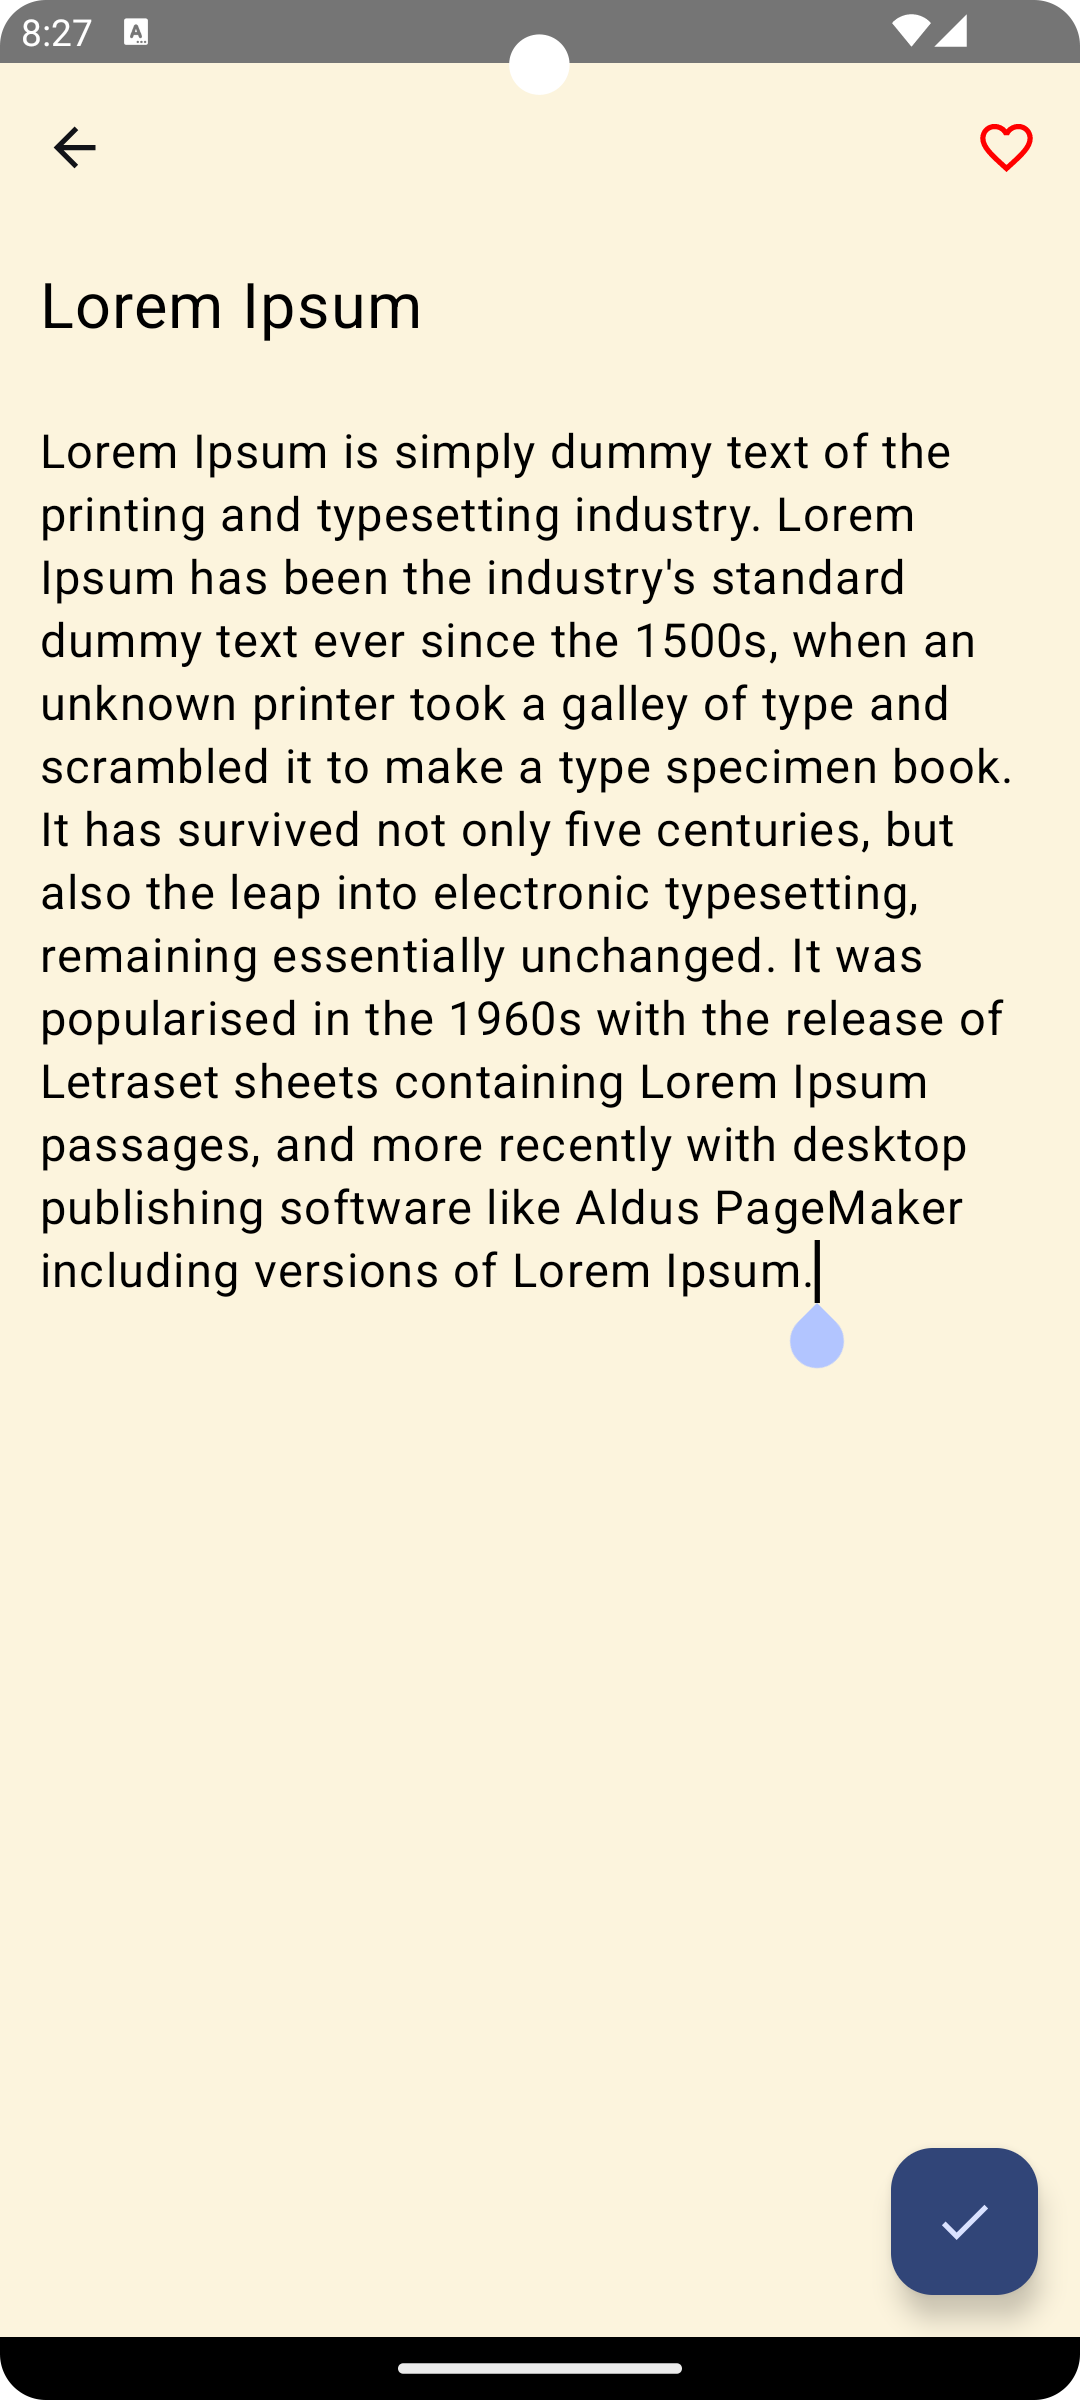 8:27
Lorem Ipsum
Lorem Ipsum is simply dummy text of the
printing and typesetting industry. Lorem
Ipsum has been the industry's standard
dummy text ever since the 1500s, when an
unknown printer took a galley of type and
scrambled it to make a type specimen book.
It has survived not only five centuries, but
also the leap into electronic typesetting,
remaining essentially unchanged. It was
popularised in the 1960s with the release of
Letraset sheets containing Lorem Ipsum
passages, and more recently with desktop
publishing software like Aldus PageMaker
including versions of Lorem Ipsum.